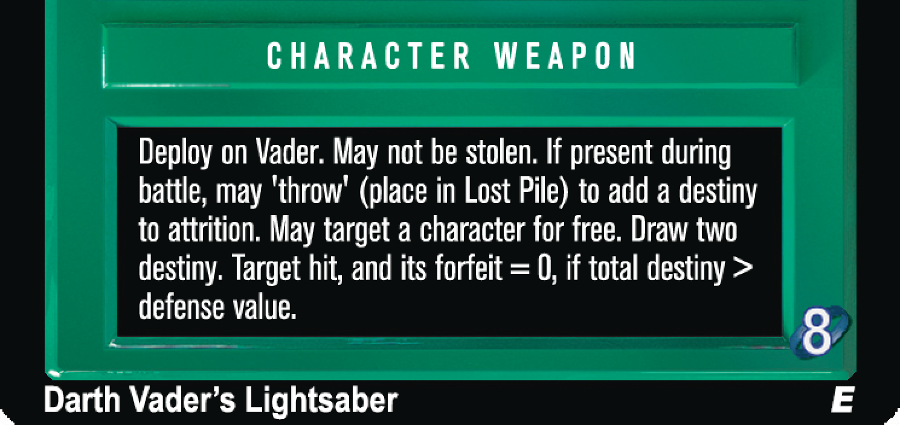 CHARACTER WEAPON
Deploy on Vader. May not be stolen. If present during
battle, may 'throw' (place in Lost Pile) to add a destiny
to attrition. May target a character for free. Draw two
destiny. Target hit, and its forfeit = 0, if total destiny >
defense value.
8
Darth Vader’s Lightsaber
E